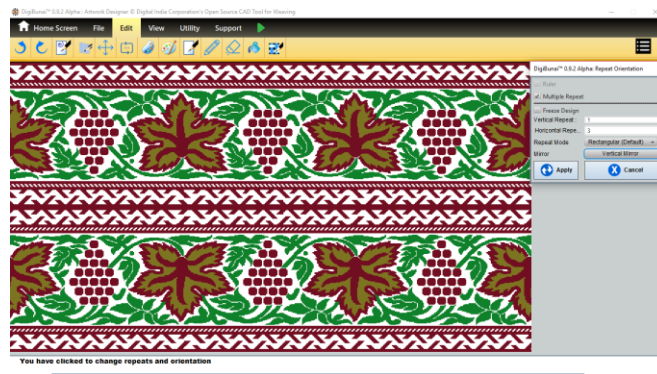 DigiBunai™ 0.9.2 Alpha : Artwork Designer © Digital India Corporation's Open Source CAD Tool for Weaving
Home Screen File Edit View Utility Support
DigiBunai™ 0.9.2 Alpha: Repeat Orientation
Ruler
Multiple Repeat
Freeze Design
Vertical Repeat : 1
Horizontal Repe... 3
Repeat Mode Rectangular (Default)
Mirror Vertical Mirror
Apply Cancel
You have clicked to change repeats and orientation